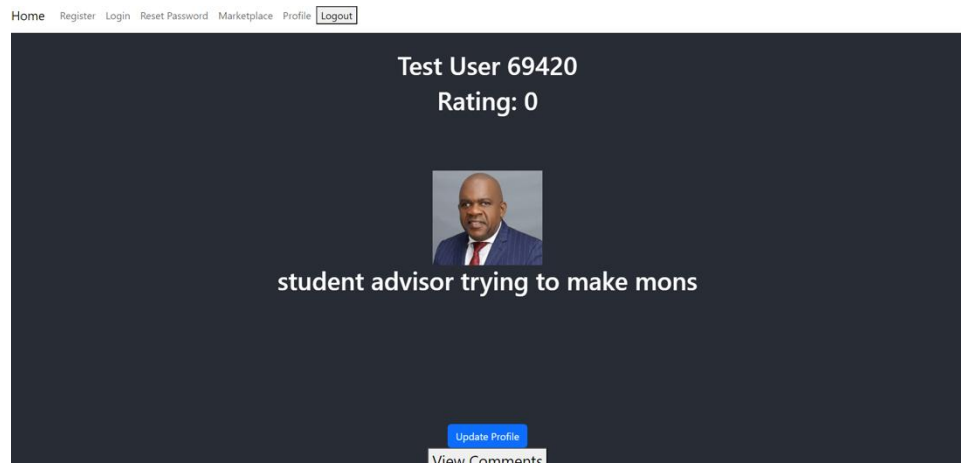 Home Register Login Reset Password Marketplace Profile Logout
Test User 69420
Rating: 0
student advisor trying to make mons
Update Profile
View Comments